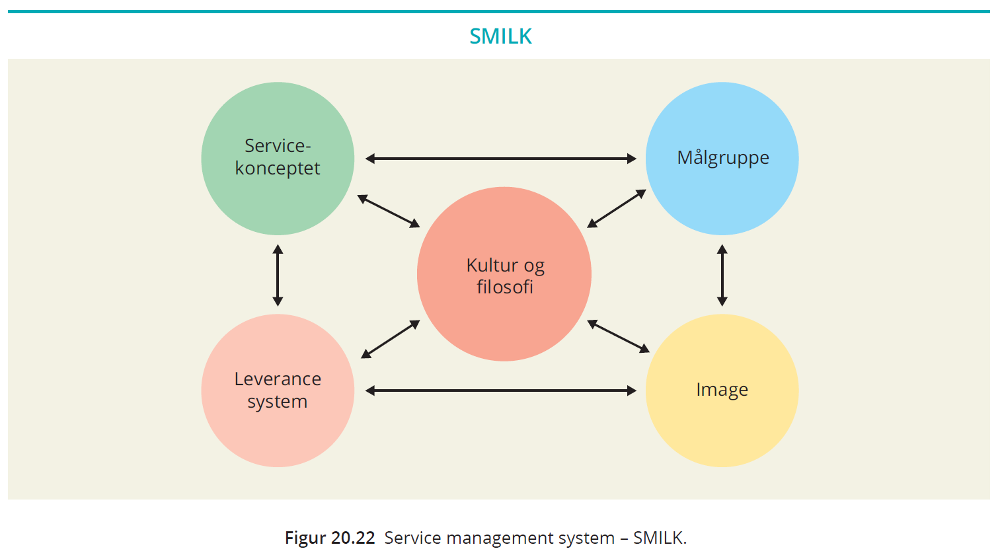 SMILK
Service-
konceptet
Målgruppe
Kultur og
filosofi
Leverance
system
Image
Figur 20.22 Service management system – SMILK.